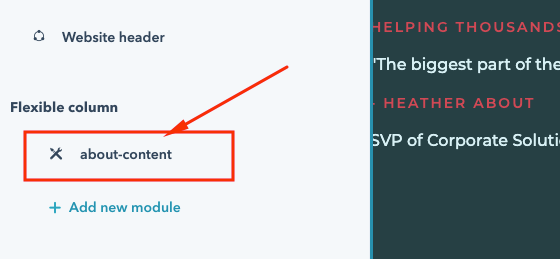 Website header
Flexible column
about-content
+ Add new module
HELPING THOUSANDS
"The biggest part of the
- HEATHER ABOUT
SVP of Corporate Soluti